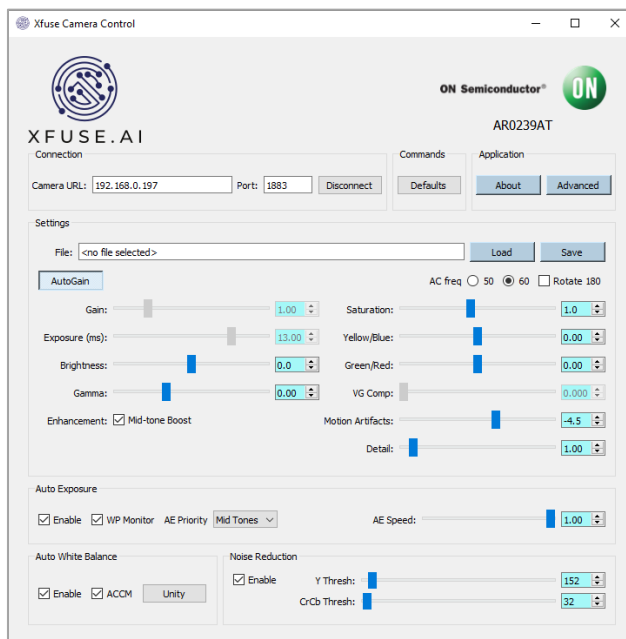 Xfuse Camera Control
XFUSE.AI
ON Semiconductor®
ON
AR0239AT
Connection
Commands
Application
Camera URL: 192.168.0.197 Port: 1883 Disconnect
Defaults
About Advanced
Settings
File: <no file selected> Load Save
AutoGain AC freq 50 60 Rotate 180
Gain: 1.00 Saturation: 1.0
Exposure (ms): 13.00 Yellow/Blue: 0.00
Brightness: 0.0 Green/Red: 0.00
Gamma: 0.00 VG Comp: 0.000
Enhancement: Mid-tone Boost Motion Artifacts: -4.5
Detail: 1.00
Auto Exposure
Enable WP Monitor AE Priority Mid Tones AE Speed: 1.00
Auto White Balance
Enable ACCM Unity
Noise Reduction
Enable Y Thresh: 152
CrCb Thresh: 32